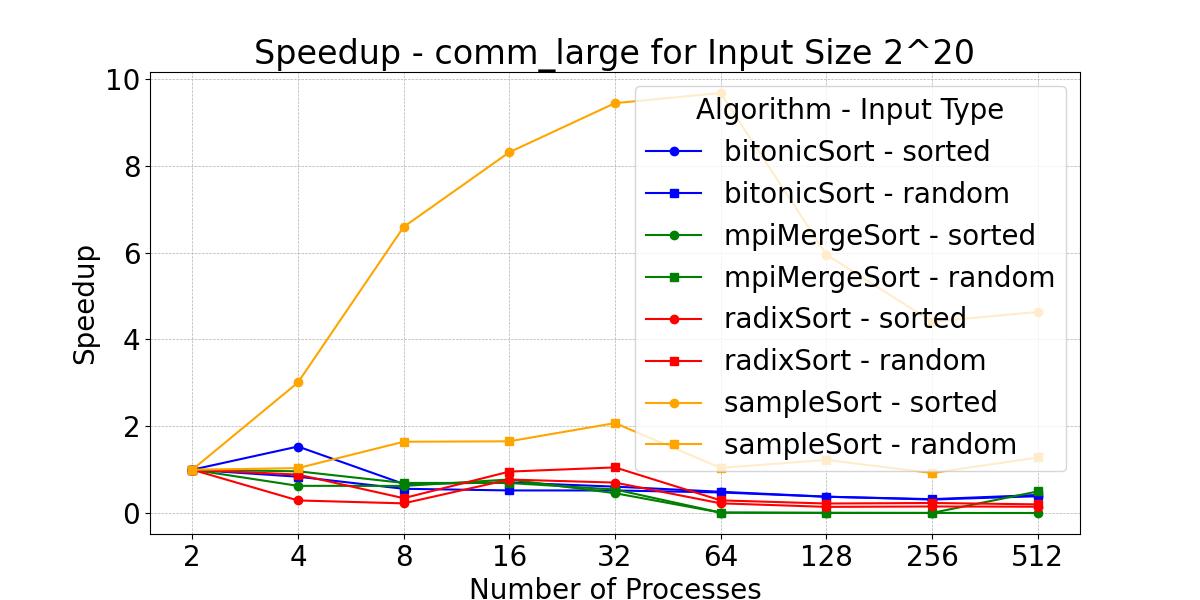 Speedup - comm_large for Input Size 2^20
10
8
6
4
2
0
Speedup
Algorithm - Input Type
bitonicSort - sorted
bitonicSort - random
mpiMergeSort - sorted
mpiMergeSort - random
radixSort - sorted
radixSort - random
sampleSort - sorted
sampleSort - random
2 4 8 16 32 64 128 256 512
Number of Processes